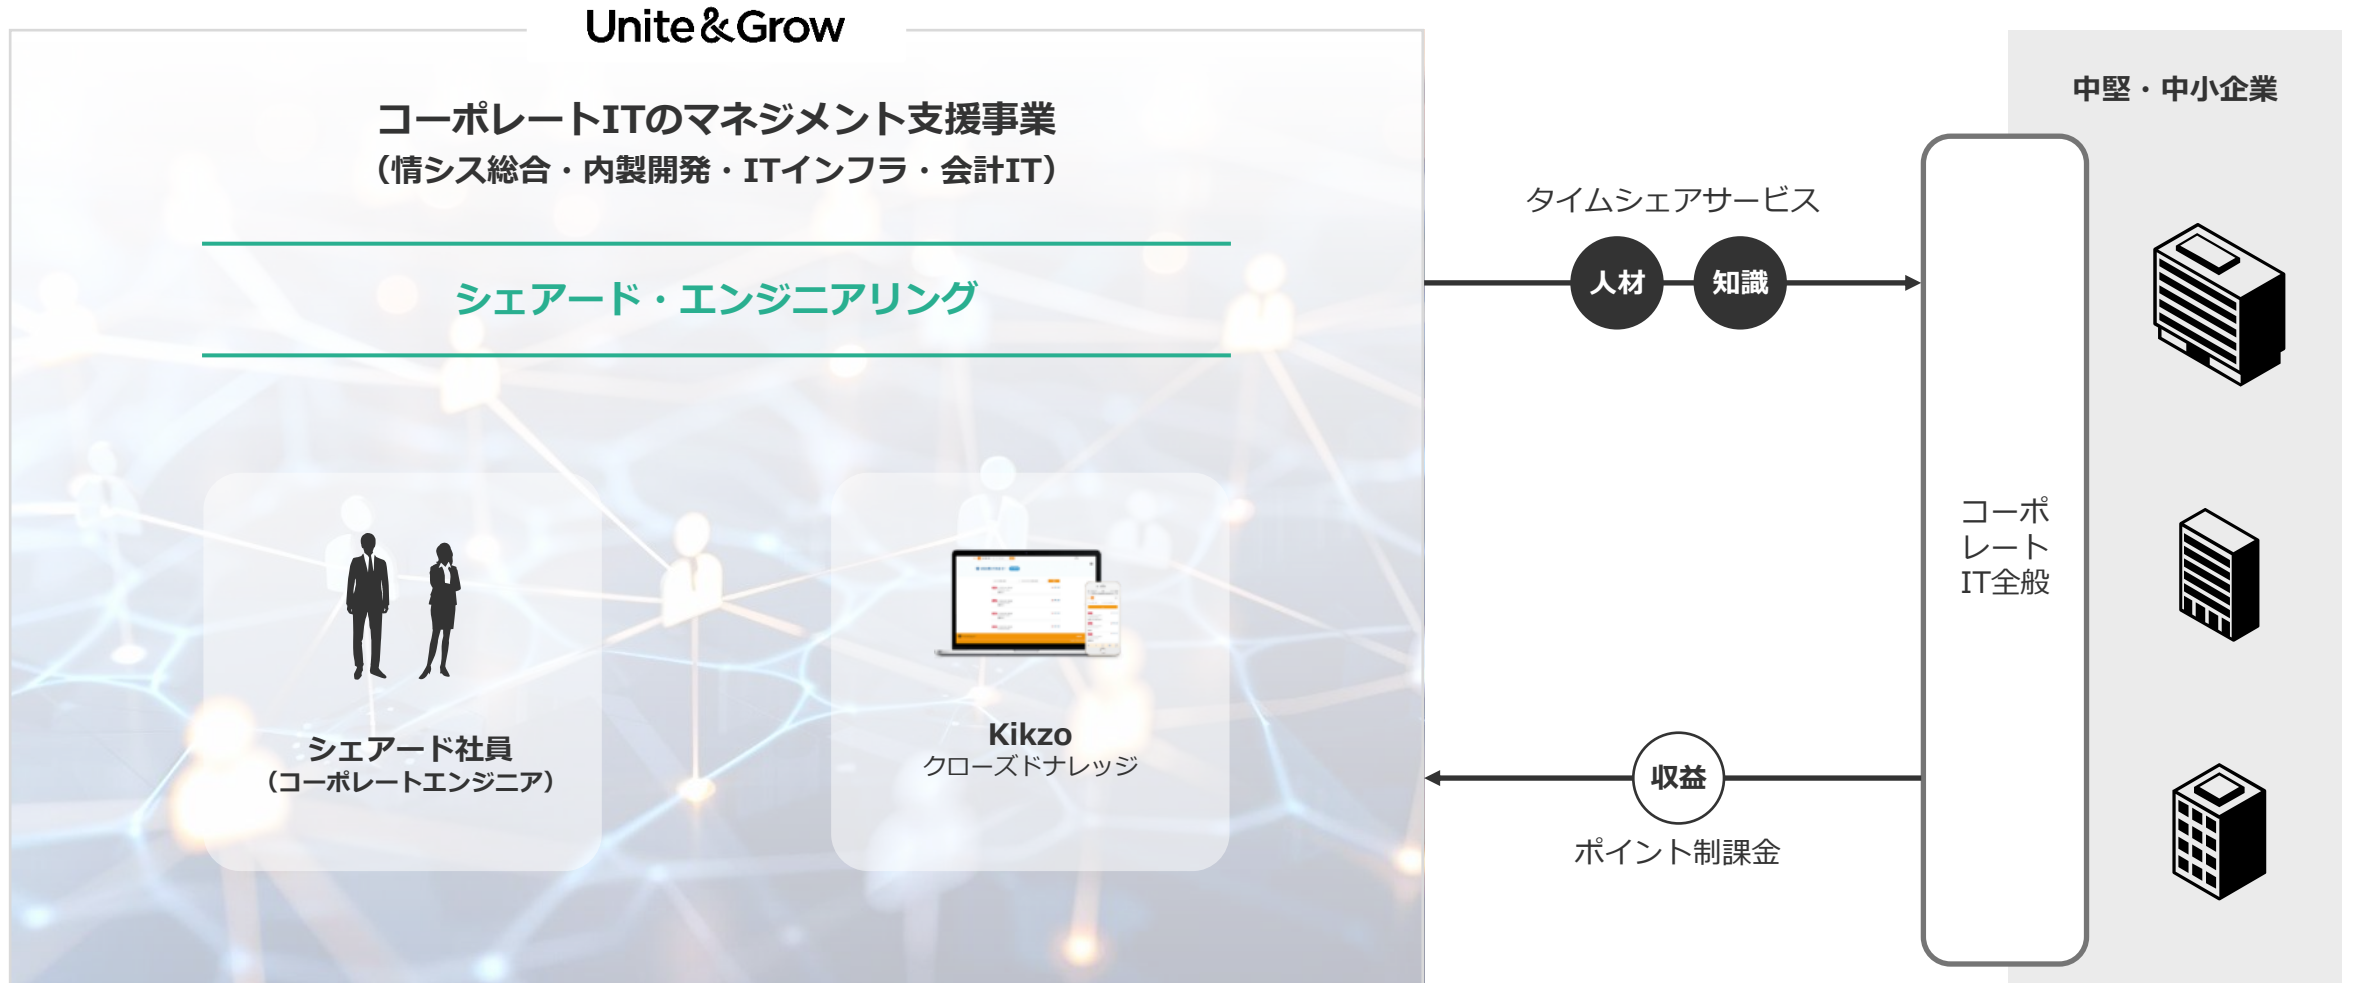 Unite&Grow
コーポレートITのマネジメント支援事業
（情シス総合・内製開発・ITインフラ・会計IT）
シェアード・エンジニアリング
シェアード社員
（コーポレートエンジニア）
Kikzo
クローズドナレッジ
タイムシェアサービス
人材
知識
収益
ポイント制課金
中堅・中小企業
コーポ
レート
IT全般